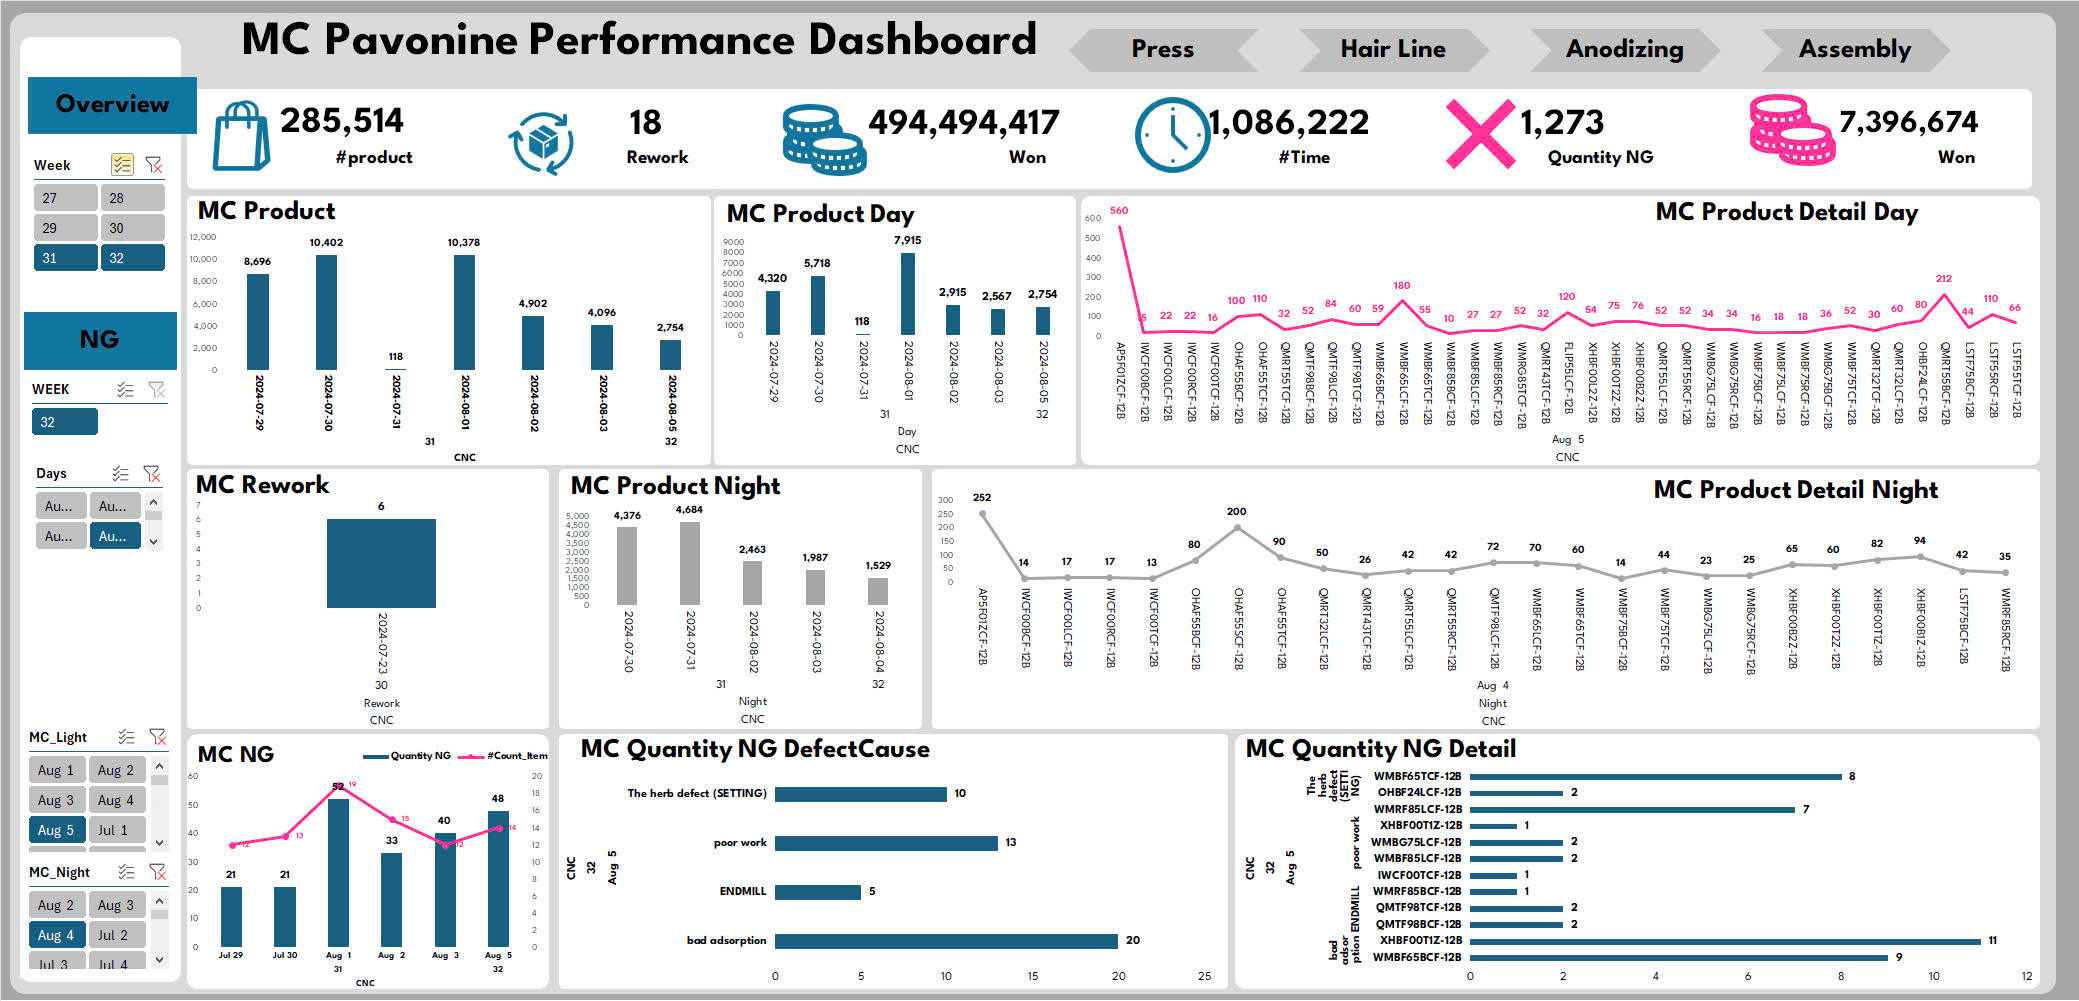 MC Pavonine Performance Dashboard
Press
Hair Line
Anodizing
Assembly
Overview
285,514
#product
18
Rework
494,494,417
Won
1,086,222
#Time
1,273
Quantity NG
7,396,674
Won
Week
27 28
29 30
31 32
NG
WEEK
32
Days
Au... Au...
Au... Au...
MC_Light
Aug 1 Aug 2
Aug 3 Aug 4
Aug 5 Jul 1
MC_Night
Aug 2 Aug 3
Aug 4 Jul 2
Jul 3 Jul 4
MC Product
12,000
10,000
8,000
6,000
4,000
2,000
0
8,696 10,402 118 10,378 4,902 4,096 2,754
2024-07-29 2024-07-30 2024-07-31 2024-08-01 2024-08-02 2024-08-03 2024-08-05
31 32
CNC
MC Product Day
9000
8000
7000
6000
5000
4000
3000
2000
1000
0
4,320 5,718 118 7,915 2,915 2,567 2,754
2024-07-29 2024-07-30 2024-07-31 2024-08-01 2024-08-02 2024-08-03 2024-08-05
31 32
Day
CNC
MC Product Detail Day
600
500
400
300
200
100
0
560 15 22 22 16 100 110 32 52 84 60 59 180 55 10 27 27 52 32 120 54 75 76 52 52 34 34 16 18 18 36 52 30 60 80 212 44 110 66
AP5F01ZCF-12B IWCF00BCF-12B IWCF00LCF-12B IWCF00RCF-12B IWCF00TCF-12B OHAF55BCF-12B OHAF55TCF-12B QMRT55TCF-12B QMTF98BCF-12B QMTF98LCF-12B QMTF98TCF-12B WMBF65BCF-12B WMBF65LCF-12B WMBF65TCF-12B WMBF85BCF-12B WMBF85LCF-12B WMBF85RCF-12B WMRG85TCF-12B QMRT43TCF-12B FLIP55LCF-12B XHBF00L2Z-12B XHBF00T2Z-12B XHBF00B2Z-12B QMRT55LCF-12B QMRT55RCF-12B WMBG75LCF-12B WMBG75RCF-12B WMBF75BCF-12B WMBF75LCF-12B WMBF75RCF-12B WMBG75BCF-12B WMBF75TCF-12B QMRT32TCF-12B QMRT32LCF-12B OHBF24LCF-12B QMRT55BCF-12B LSTF75BCF-12B LSTF55RCF-12B LSTF55TCF-12B
Aug 5
CNC
MC Rework
7
6
5
4
3
2
1
0
6
2024-07-23
30
Rework
CNC
MC Product Night
5,000
4,500
4,000
3,500
3,000
2,500
2,000
1,500
1,000
500
0
4,376 4,684 2,463 1,987 1,529
2024-07-30 2024-07-31 2024-08-02 2024-08-03 2024-08-04
31 32
Night
CNC
MC Product Detail Night
300
250
200
150
100
50
0
252 14 17 17 13 80 200 90 50 26 42 42 72 70 60 14 44 23 25 65 60 82 94 42 35
AP5F01ZCF-12B IWCF00BCF-12B IWCF00LCF-12B IWCF00RCF-12B IWCF00TCF-12B OHAF55BCF-12B OHAF55SCF-12B OHAF55TCF-12B QMRT32LCF-12B QMRT43TCF-12B QMRT55LCF-12B QMRT55RCF-12B QMTF98LCF-12B WMBF65LCF-12B WMBF65TCF-12B WMBF75BCF-12B WMBF75TCF-12B WMBG75LCF-12B WMBG75RCF-12B XHBF00B2Z-12B XHBF00T2Z-12B XHBF00T1Z-12B XHBF00B1Z-12B LSTF75BCF-12B WMRF85RCF-12B
Aug 4
Night
CNC
MC NG
Quantity NG #Count_Item
60
50
40
30
20
10
0
21 21 52 33 40 48
12 13 19 15 12 14
20
18
16
14
12
10
8
6
4
2
0
Jul 29 Jul 30 Aug 1 Aug 2 Aug 3 Aug 5
31 32
CNC
MC Quantity NG DefectCause
CNC
32
Aug 5
The herb defect (SETTING) 10
poor work 13
ENDMILL 5
bad adsorption 20
0 5 10 15 20 25
MC Quantity NG Detail
CNC
32
Aug 5
The herb defect (SETTI NG)
poor work
ENDMILL
bad adsor ption
WMBF65TCF-12B 8
OHBF24LCF-12B 2
WMRF85LCF-12B 7
XHBF00T1Z-12B 1
WMBG75LCF-12B 2
WMBF85LCF-12B 2
IWCF00TCF-12B 1
WMRF85BCF-12B 1
QMTF98TCF-12B 2
QMTF98BCF-12B 2
XHBF00T1Z-12B 11
WMBF65BCF-12B 9
0 2 4 6 8 10 12